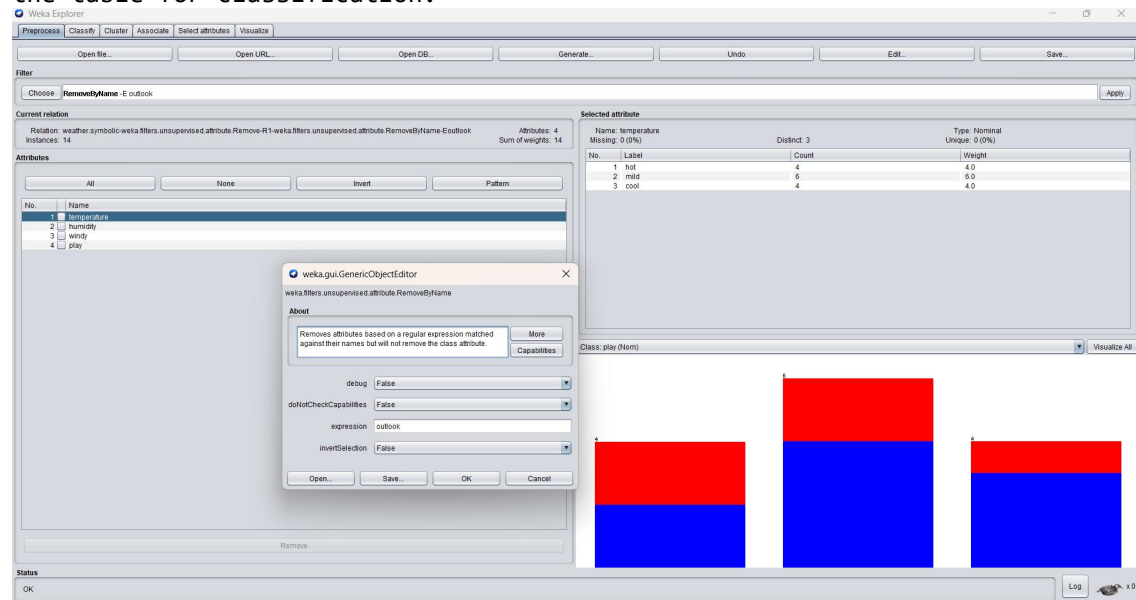 the table for classification.
Weka Explorer
Preprocess Classify Cluster Associate Select attributes Visualize
Open file... Open URL... Open DB... Generate... Undo Edit... Save...
Filter
Choose RemoveByName -E outlook Apply
Current relation
Relation: weather.symbolic-weka.filters.unsupervised.attribute.Remove-R1-weka.filters.unsupervised.attribute.RemoveByName-Eoutlook Attributes: 4
Instances: 14 Sum of weights: 14
Attributes
All None Invert Pattern
No. Name
1 temperature
2 humidity
3 windy
4 play
Remove
Selected attribute
Name: temperature Type: Nominal
Missing: 0 (0%) Distinct: 3 Unique: 0 (0%)
No. Label Count Weight
1 hot 4 4.0
2 mild 6 6.0
3 cool 4 4.0
Class: play (Nom) Visualize All
6
4
4
weka.gui.GenericObjectEditor
weka.filters.unsupervised.attribute.RemoveByName
About
Removes attributes based on a regular expression matched More
against their names but will not remove the class attribute.
Capabilities
debug False
doNotCheckCapabilities False
expression outlook
invertSelection False
Open... Save... OK Cancel
Status
OK Log x 0